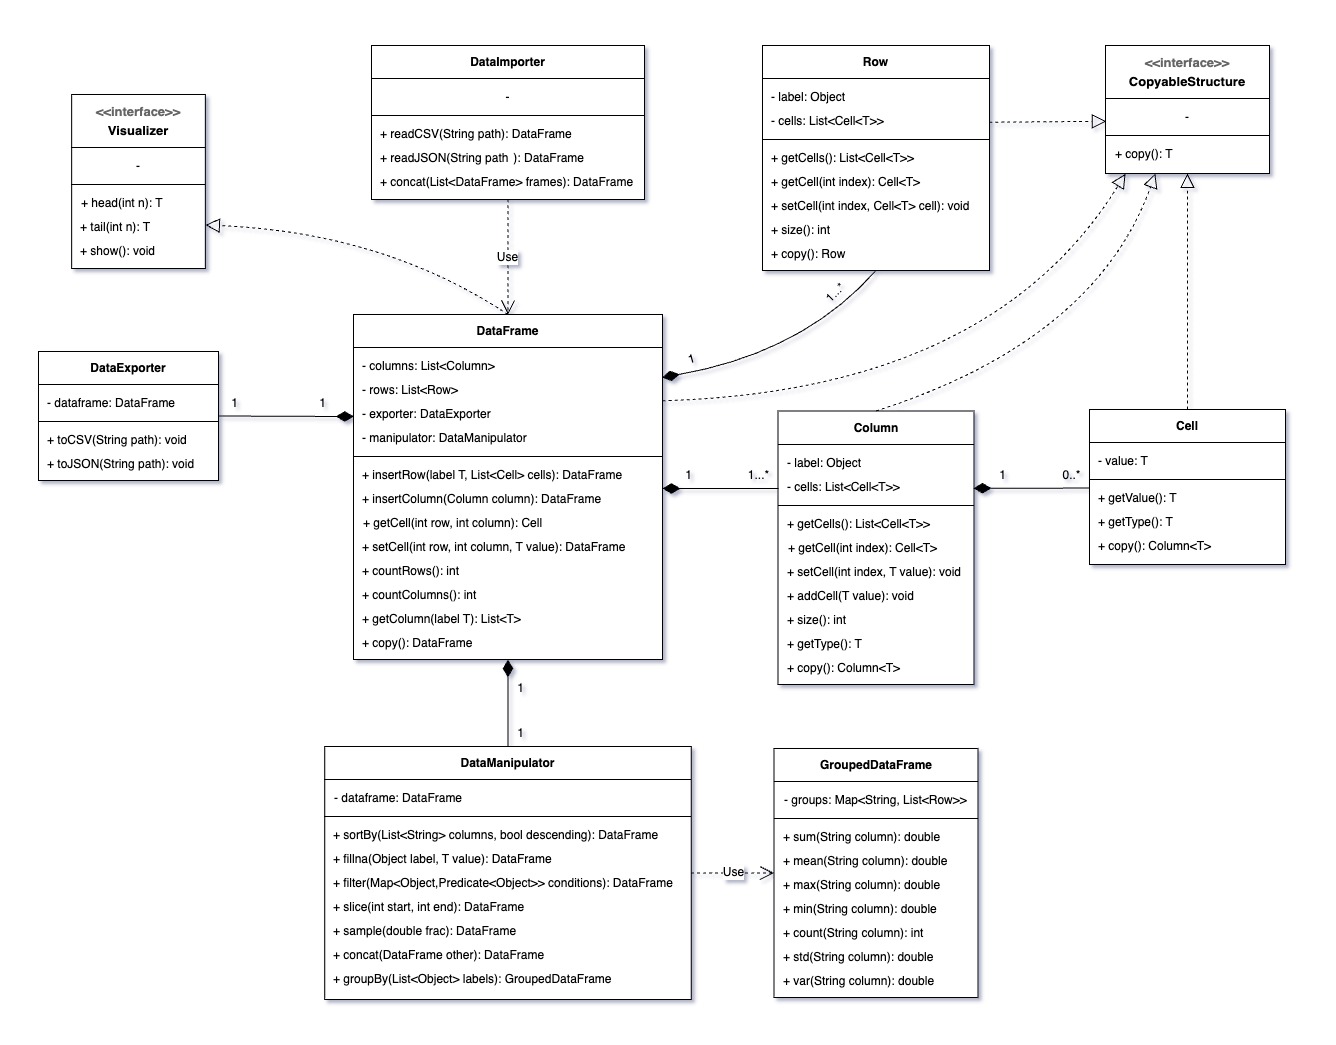 DataImporter
-
+ readCSV(String path): DataFrame
+ readJSON(String path ): DataFrame
+ concat(List<DataFrame> frames): DataFrame
Row
- label: Object
- cells: List<Cell<T>>
+ getCells(): List<Cell<T>>
+ getCell(int index): Cell<T>
+ setCell(int index, Cell<T> cell): void
+ size(): int
+ copy(): Row
<<interface>>
CopyableStructure
-
+ copy(): T
<<interface>>
Visualizer
-
+ head(int n): T
+ tail(int n): T
+ show(): void
Use
1...*
1
DataFrame
- columns: List<Column>
- rows: List<Row>
- exporter: DataExporter
- manipulator: DataManipulator
+ insertRow(label T, List<Cell> cells): DataFrame
+ insertColumn(Column column): DataFrame
+ getCell(int row, int column): Cell
+ setCell(int row, int column, T value): DataFrame
+ countRows(): int
+ countColumns(): int
+ getColumn(label T): List<T>
+ copy(): DataFrame
DataExporter
- dataframe: DataFrame
+ toCSV(String path): void
+ toJSON(String path): void
1
1
1
1...*
Column
- label: Object
- cells: List<Cell<T>>
+ getCells(): List<Cell<T>>
+ getCell(int index): Cell<T>
+ setCell(int index, T value): void
+ addCell(T value): void
+ size(): int
+ getType(): T
+ copy(): Column<T>
1
0..*
Cell
- value: T
+ getValue(): T
+ getType(): T
+ copy(): Column<T>
1
1
DataManipulator
- dataframe: DataFrame
+ sortBy(List<String> columns, bool descending): DataFrame
+ fillna(Object label, T value): DataFrame
+ filter(Map<Object,Predicate<Object>> conditions): DataFrame
+ slice(int start, int end): DataFrame
+ sample(double frac): DataFrame
+ concat(DataFrame other): DataFrame
+ groupBy(List<Object> labels): GroupedDataFrame
Use
GroupedDataFrame
- groups: Map<String, List<Row>>
+ sum(String column): double
+ mean(String column): double
+ max(String column): double
+ min(String column): double
+ count(String column): int
+ std(String column): double
+ var(String column): double